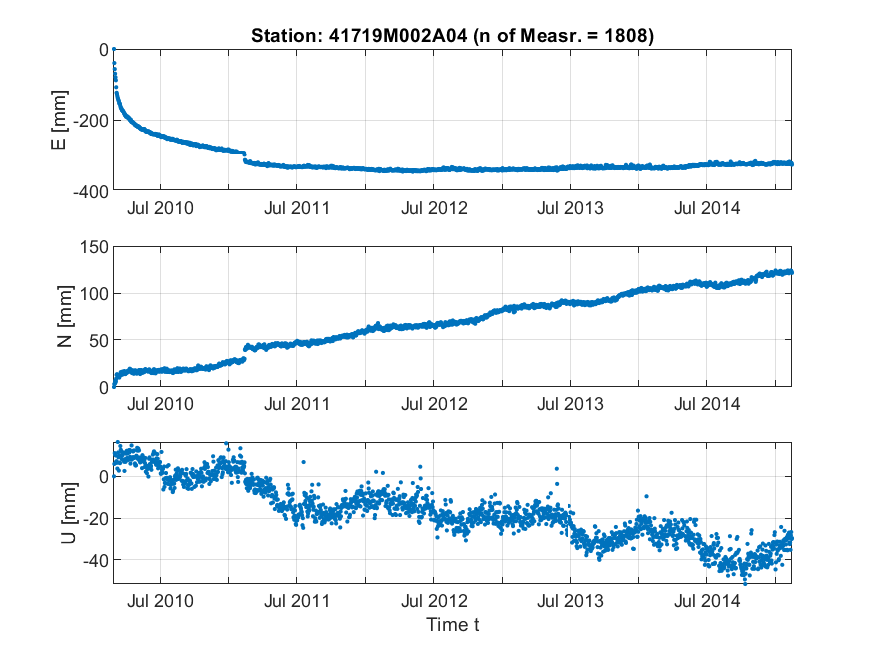 Station: 41719M002A04 (n of Measr. = 1808)
E [mm]
0
-200
-400
Jul 2010 Jul 2011 Jul 2012 Jul 2013 Jul 2014
N [mm]
150
100
50
0
Jul 2010 Jul 2011 Jul 2012 Jul 2013 Jul 2014
U [mm]
0
-20
-40
Jul 2010 Jul 2011 Jul 2012 Jul 2013 Jul 2014
Time t